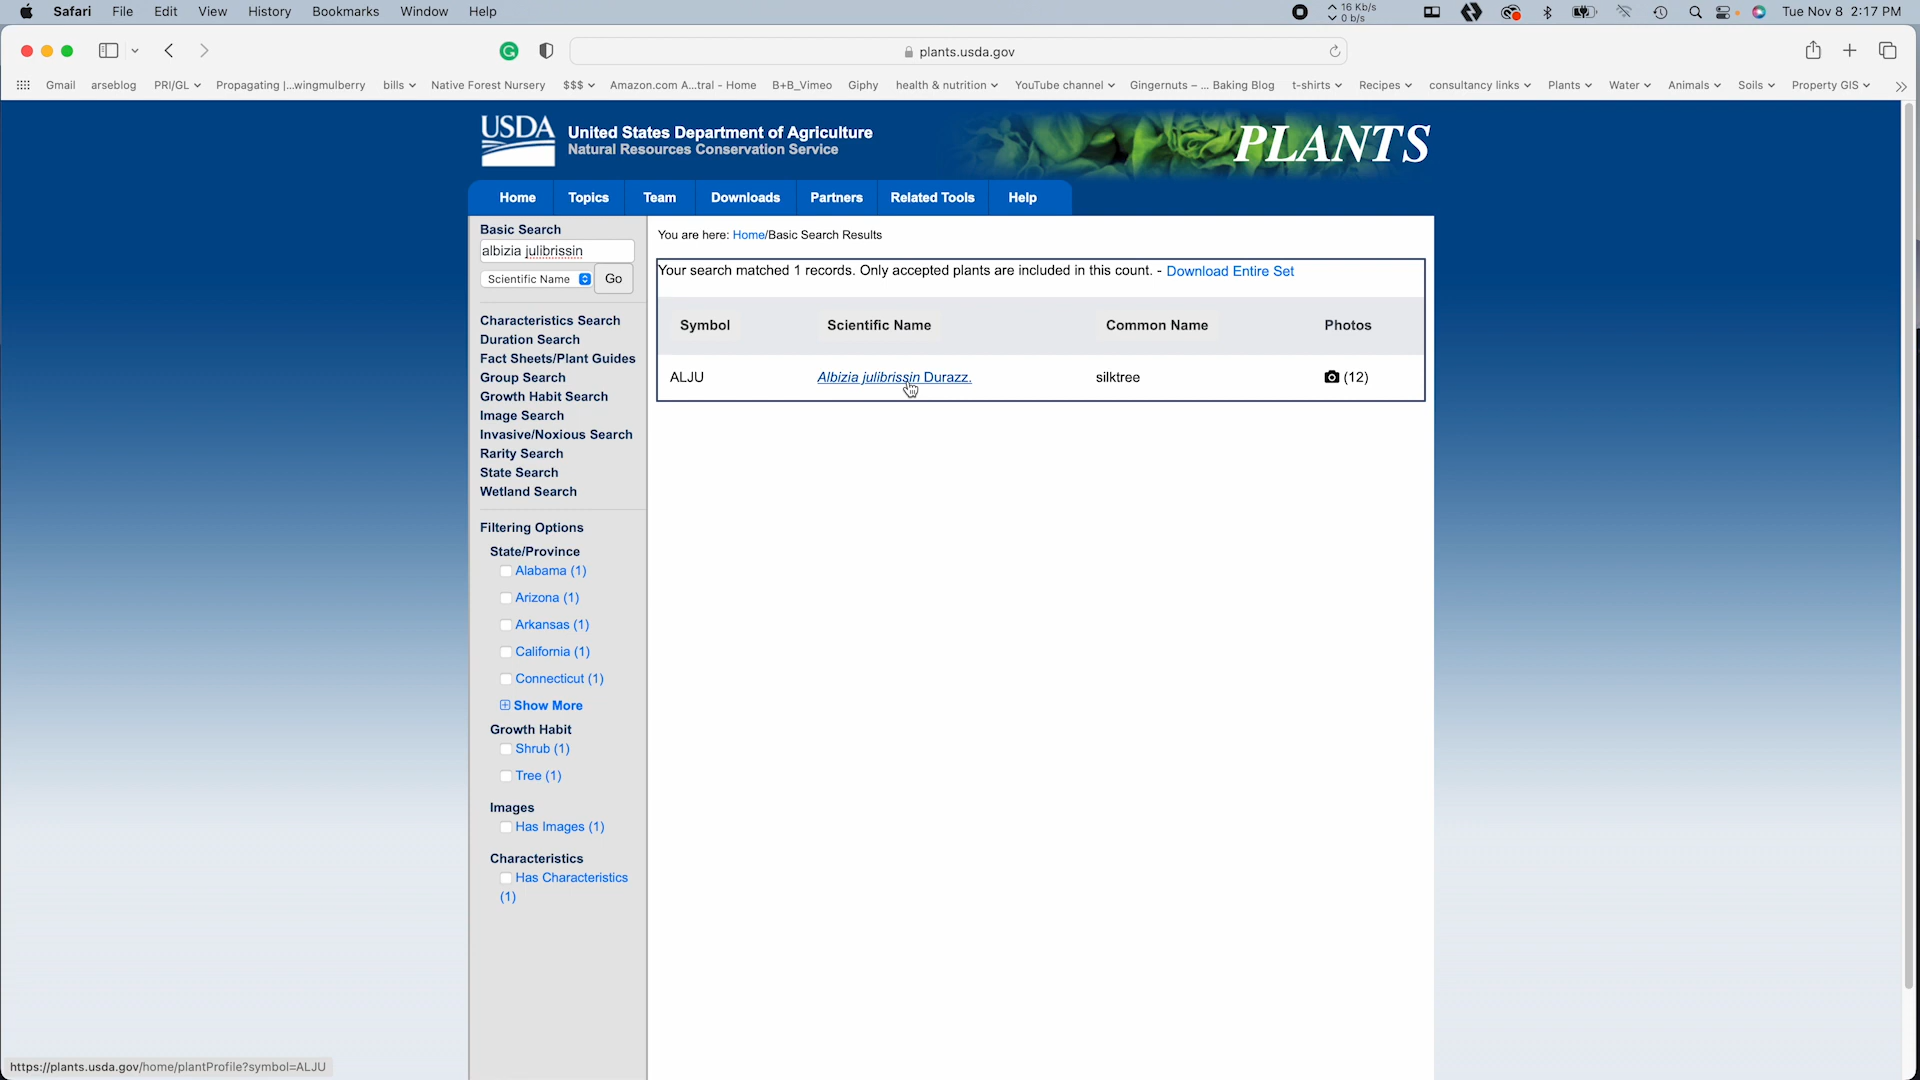 Safari File Edit View History Bookmarks Window Help 16 Kb/s 0 b/s Tue Nov 8 2:17 PM
plants.usda.gov
Gmail arseblog PRI/GL Propagating |...wingmulberry bills Native Forest Nursery $$$ Amazon.com A...tral - Home B+B_Vimeo Giphy health & nutrition YouTube channel Gingernuts – ... Baking Blog t-shirts Recipes consultancy links Plants Water Animals Soils Property GIS
USDA United States Department of Agriculture
Natural Resources Conservation Service
PLANTS
Home Topics Team Downloads Partners Related Tools Help
Basic Search
albizia julibrissin
Scientific Name Go
Characteristics Search
Duration Search
Fact Sheets/Plant Guides
Group Search
Growth Habit Search
Image Search
Invasive/Noxious Search
Rarity Search
State Search
Wetland Search
Filtering Options
State/Province
Alabama (1)
Arizona (1)
Arkansas (1)
California (1)
Connecticut (1)
Show More
Growth Habit
Shrub (1)
Tree (1)
Images
Has Images (1)
Characteristics
Has Characteristics
(1)
You are here: Home/Basic Search Results
Your search matched 1 records. Only accepted plants are included in this count. - Download Entire Set
Symbol Scientific Name Common Name Photos
ALJU Albizia julibrissin Durazz. silktree (12)
https://plants.usda.gov/home/plantProfile?symbol=ALJU